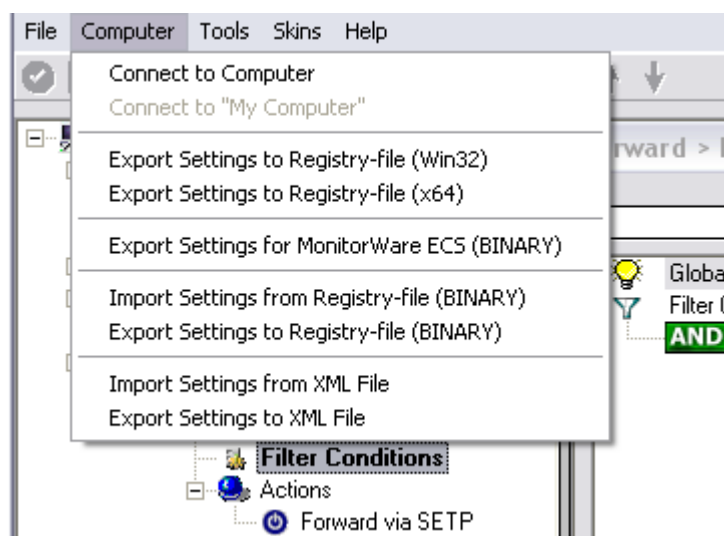 File Computer Tools Skins Help
Connect to Computer
Connect to "My Computer"
Export Settings to Registry-file (Win32)
Export Settings to Registry-file (x64)
Export Settings for MonitorWare ECS (BINARY)
Import Settings from Registry-file (BINARY)
Export Settings to Registry-file (BINARY)
Import Settings from XML File
Export Settings to XML File
Filter Conditions
Actions
Forward via SETP
rward >
Globa
Filter
AND